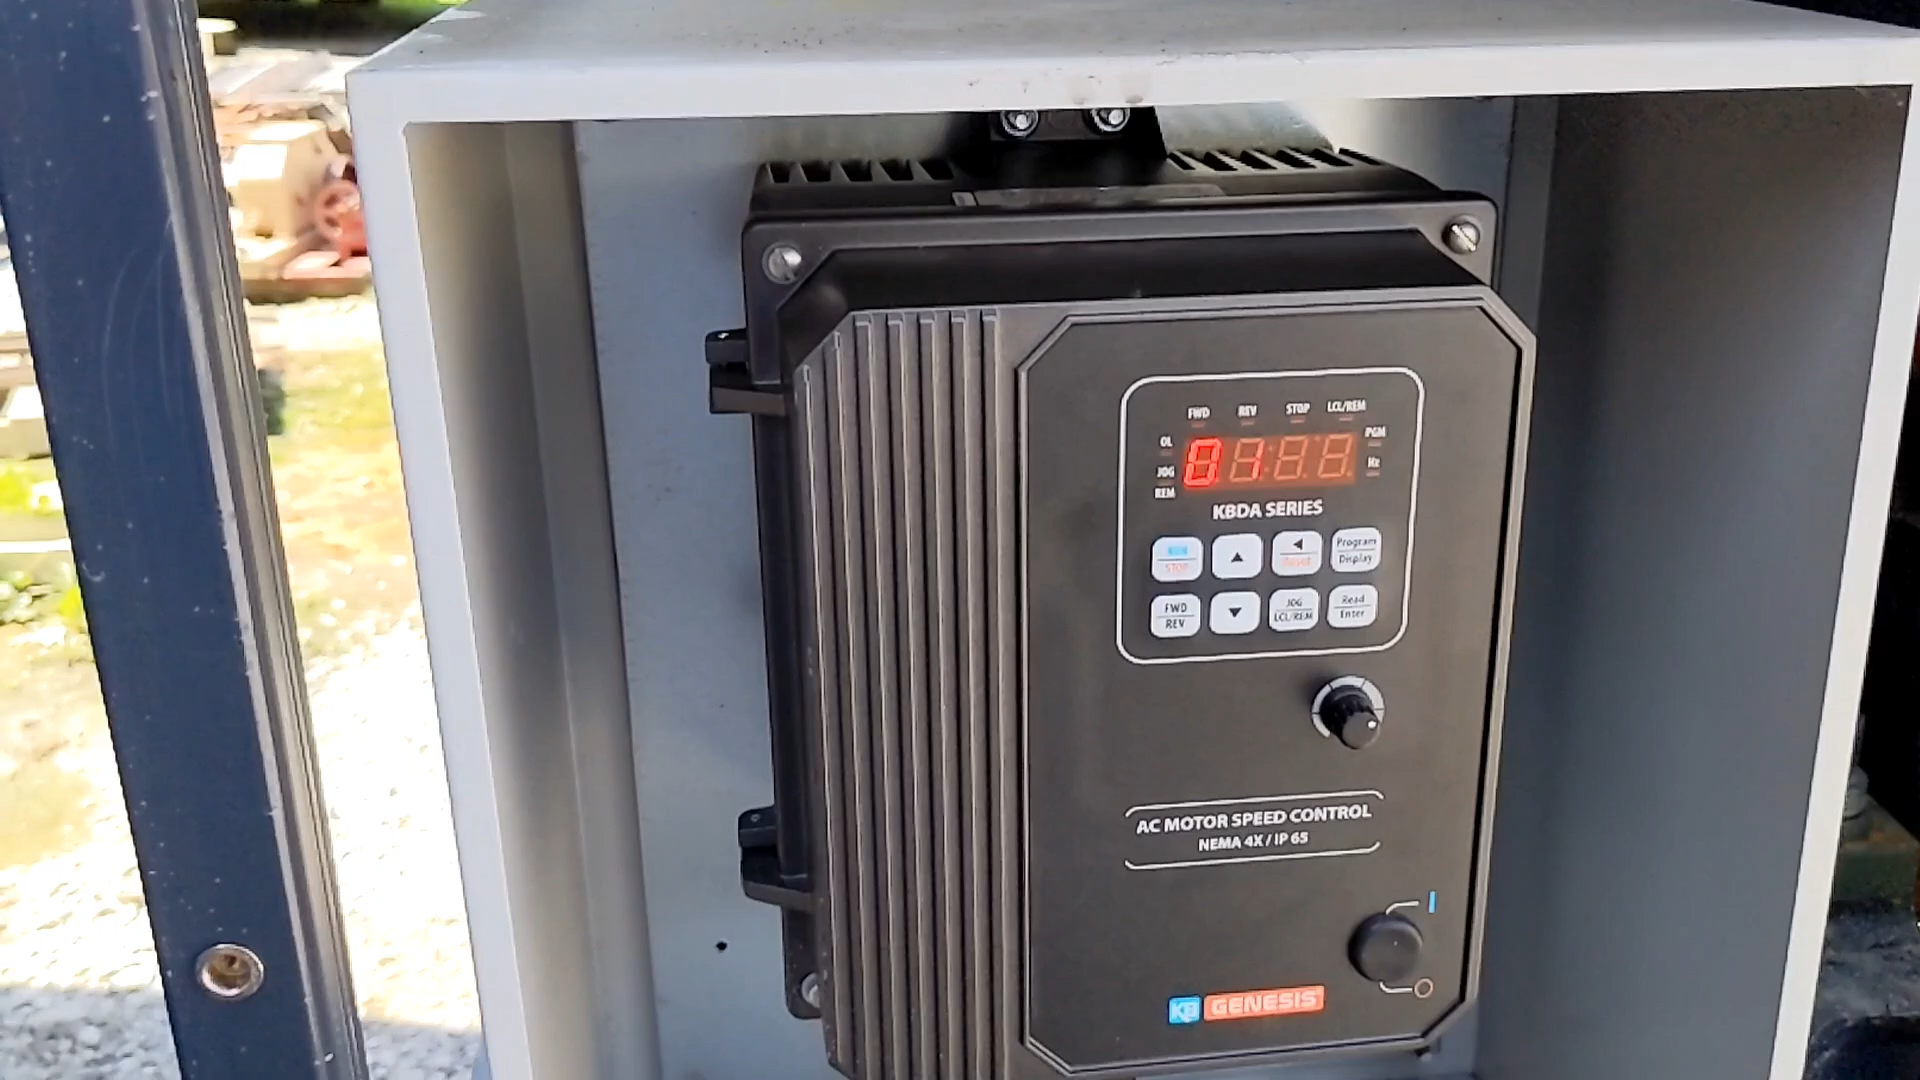 FWD REV STOP LCL/REM
OL
PGM
JOG
Hz
REM
KBDA SERIES
RUN
STOP
Reset
Program
Display
FWD
REV
JOG
LCL/REM
Read
Enter
AC MOTOR SPEED CONTROL
NEMA 4X / IP 65
KB GENESIS